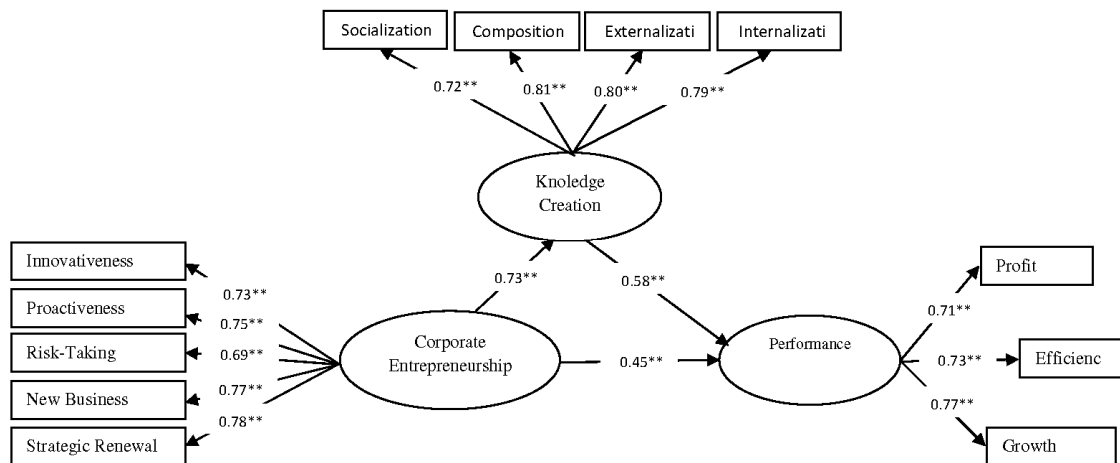 Socialization
Composition
Externalizati
Internalizati
0.72**
0.81**
0.80**
0.79**
Knoledge
Creation
Innovativeness
Proactiveness
Risk-Taking
New Business
Strategic Renewal
0.73**
0.75**
0.69**
0.77**
0.78**
Corporate
Entrepreneurship
0.73**
0.58**
0.45**
Performance
0.71**
0.73**
0.77**
Profit
Efficienc
Growth